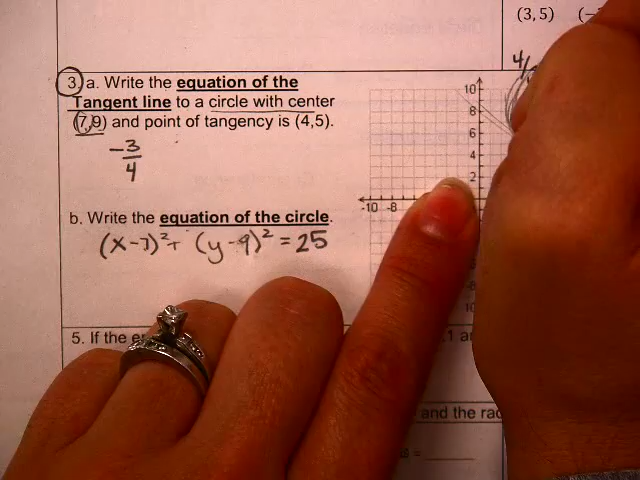 (3, 5) (-
4/
3. a. Write the equation of the
Tangent line to a circle with center
(7,9) and point of tangency is (4,5).
-3
4
10
8
6
4
2
-10 -8
b. Write the equation of the circle.
(x-7)²+ (y-9)² = 25
5. If the
and the
=